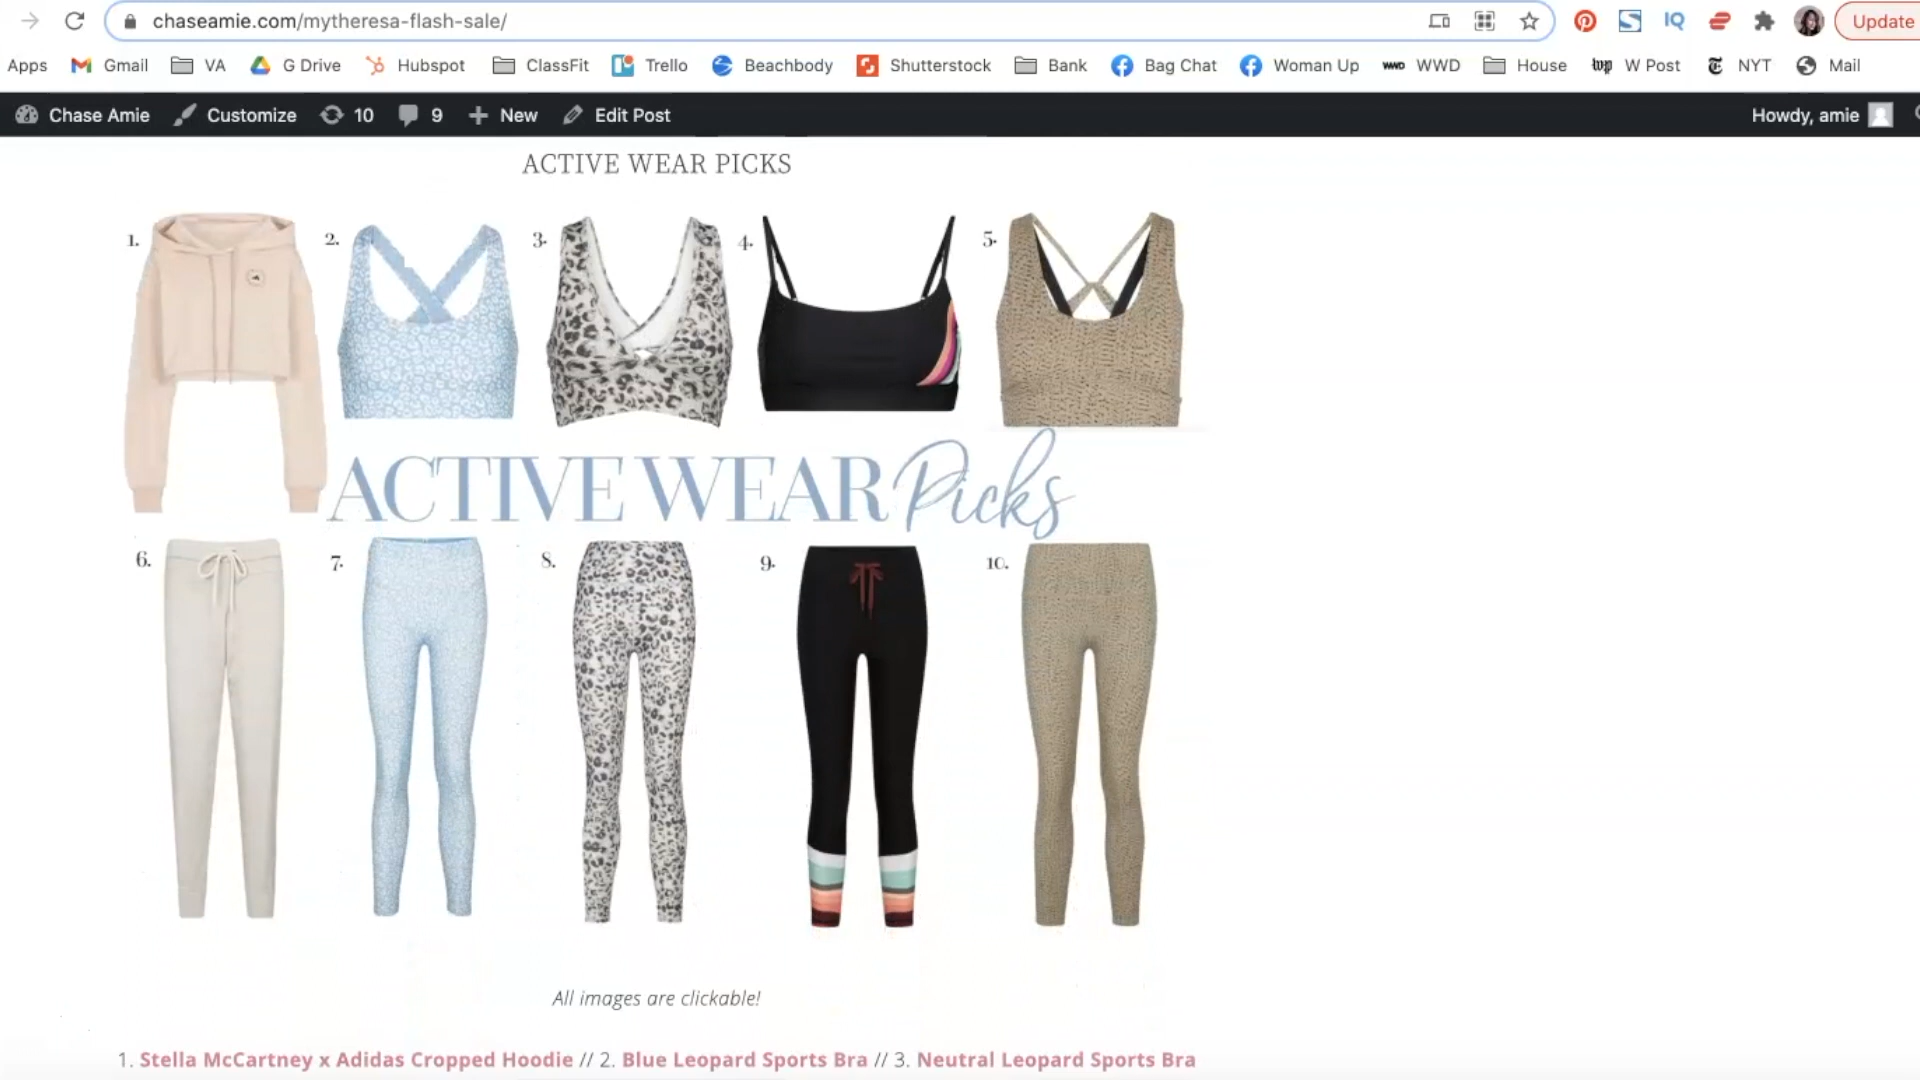 chaseamie.com/mytheresa-flash-sale/
IQ
Update
Apps Gmail VA G Drive Hubspot ClassFit Trello Beachbody Shutterstock Bank Bag Chat Woman Up WWD WWD House wp W Post NYT Mail
Chase Amie Customize 10 9 New Edit Post Howdy, amie
ACTIVE WEAR PICKS
1. 2. 3. 4. 5.
ACTIVE WEAR Picks
6. 7. 8. 9. 10.
All images are clickable!
1. Stella McCartney x Adidas Cropped Hoodie // 2. Blue Leopard Sports Bra // 3. Neutral Leopard Sports Bra